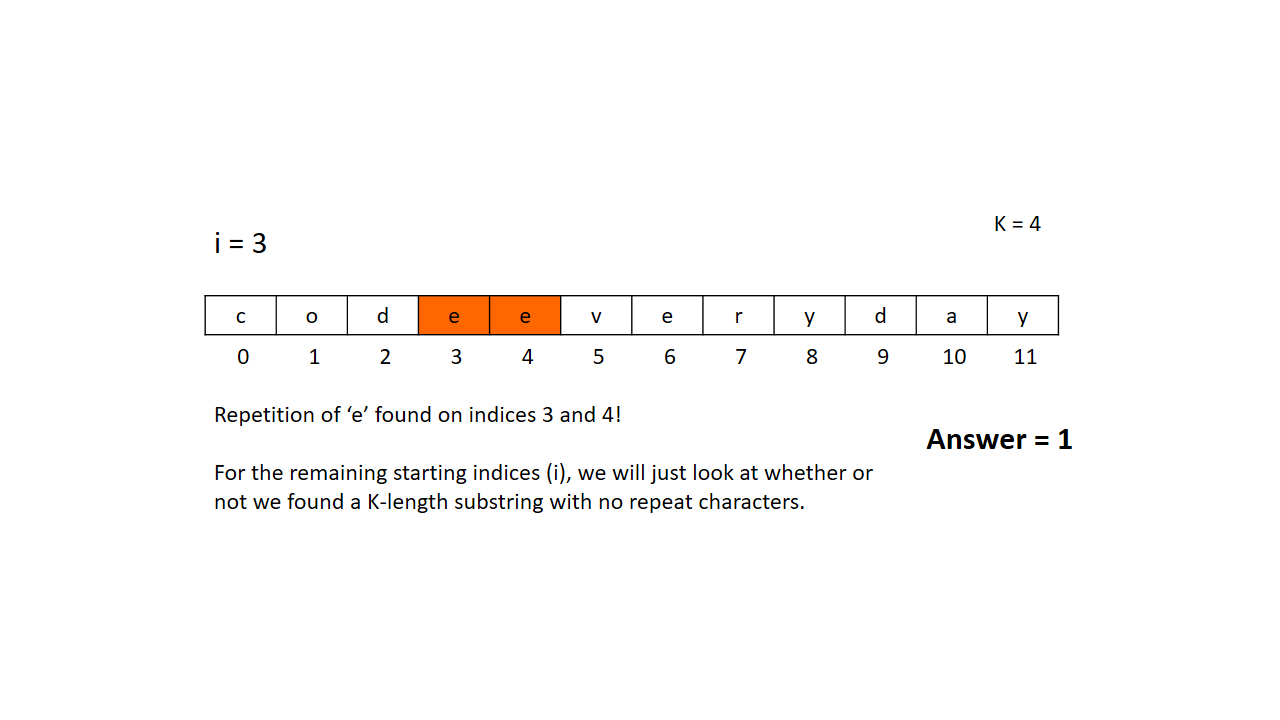 K = 4
i = 3
c o d e e v e r y d a y
0 1 2 3 4 5 6 7 8 9 10 11
Repetition of ‘e’ found on indices 3 and 4!
Answer = 1
For the remaining starting indices (i), we will just look at whether or
not we found a K-length substring with no repeat characters.